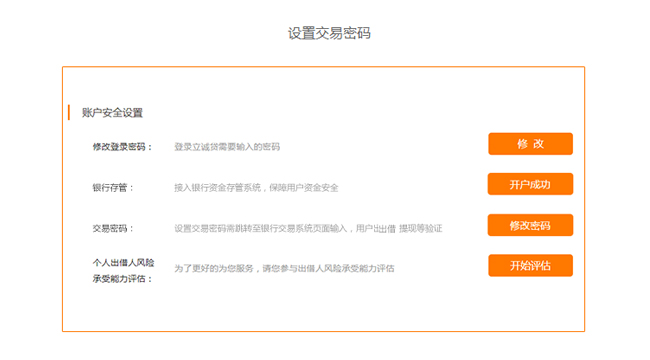 设置交易密码
账户安全设置
修改登录密码： 登录立诚贷需要输入的密码 修 改
银行存管： 接入银行资金存管系统，保障用户资金安全 开户成功
交易密码： 设置交易密码需跳转至银行交易系统页面输入，用户出借 提现等验证 修改密码
个人出借人风险
承受能力评估： 为了更好的为您服务，请您参与出借人风险承受能力评估 开始评估